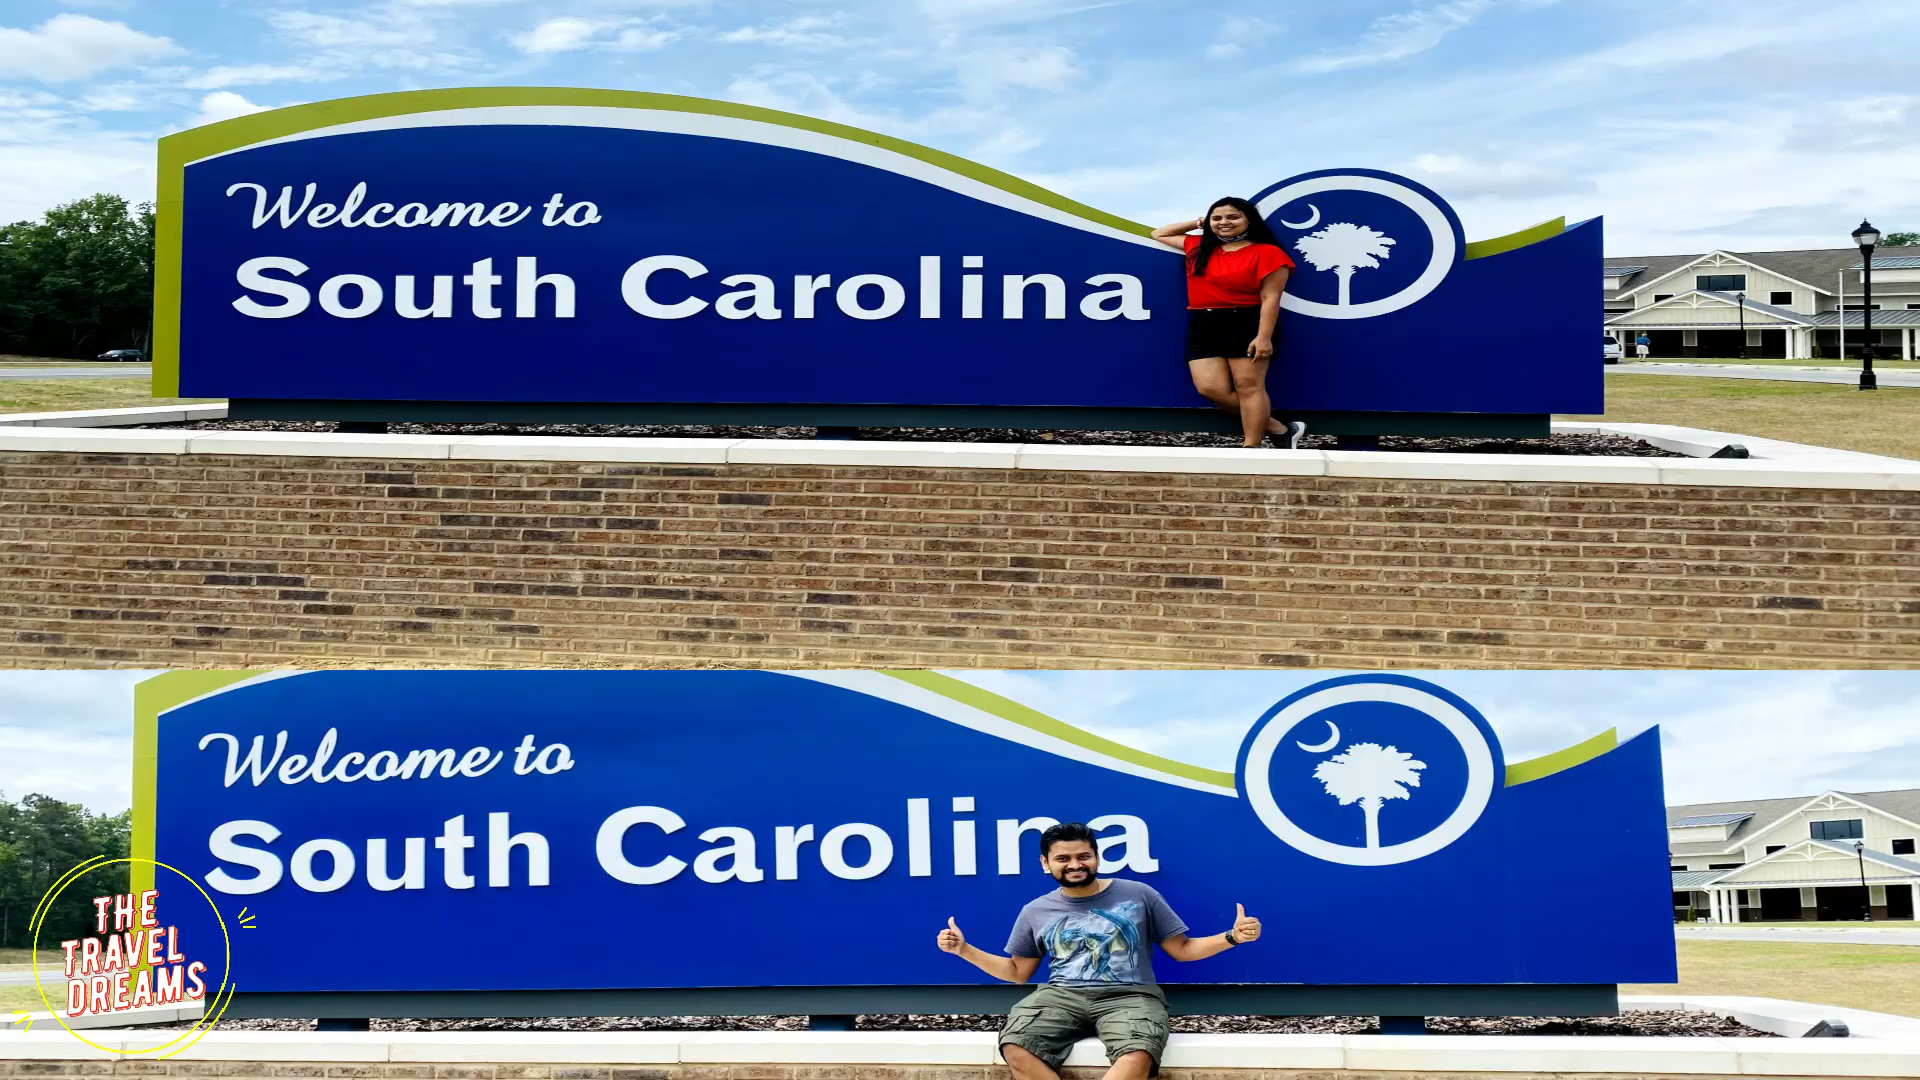 Welcome to
South Carolina
Welcome to
South Carolina
THE
TRAVEL
DREAMS